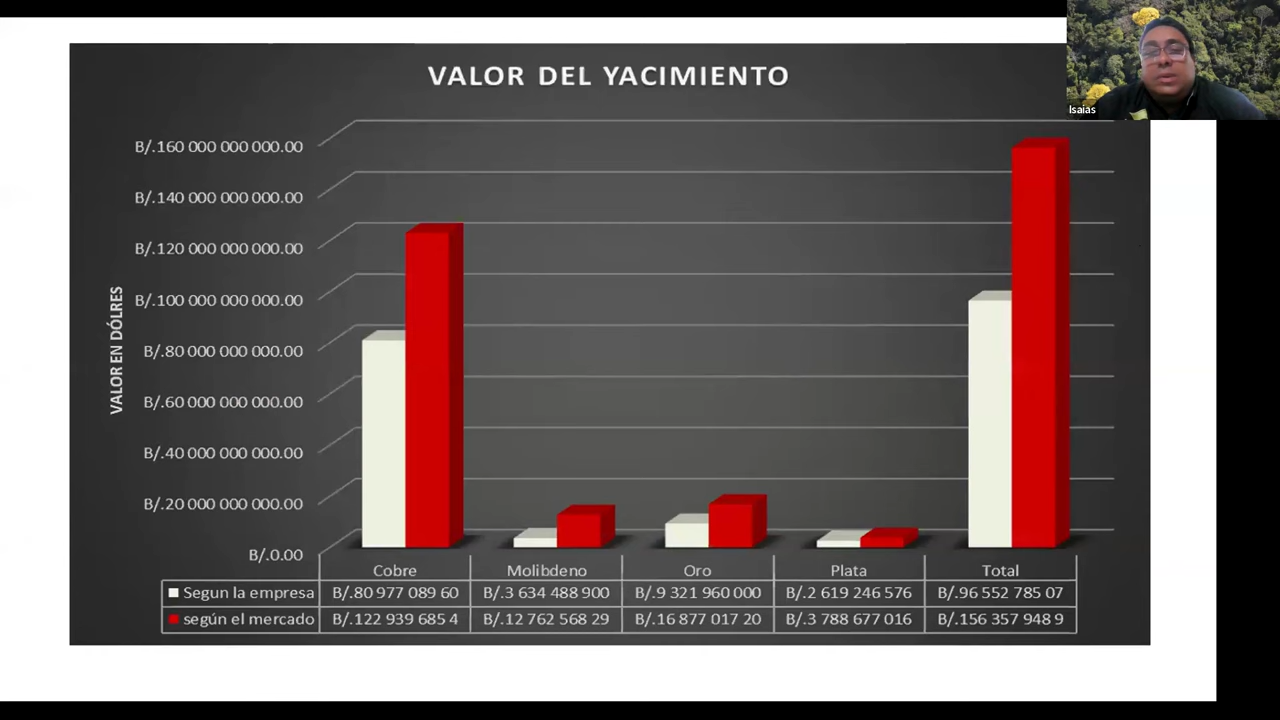 Isaias
VALOR DEL YACIMIENTO
B/.160 000 000 000.00
B/.140 000 000 000.00
B/.120 000 000 000.00
B/.100 000 000 000.00
B/.80 000 000 000.00
B/.60 000 000 000.00
B/.40 000 000 000.00
B/.20 000 000 000.00
B/.0.00
VALOR EN DÓLRES
Cobre Molibdeno Oro Plata Total
Segun la empresa B/.80 977 089 60 B/.3 634 488 900 B/.9 321 960 000 B/.2 619 246 576 B/.96 552 785 07
según el mercado B/.122 939 685 4 B/.12 762 568 29 B/.16 877 017 20 B/.3 788 677 016 B/.156 357 948 9